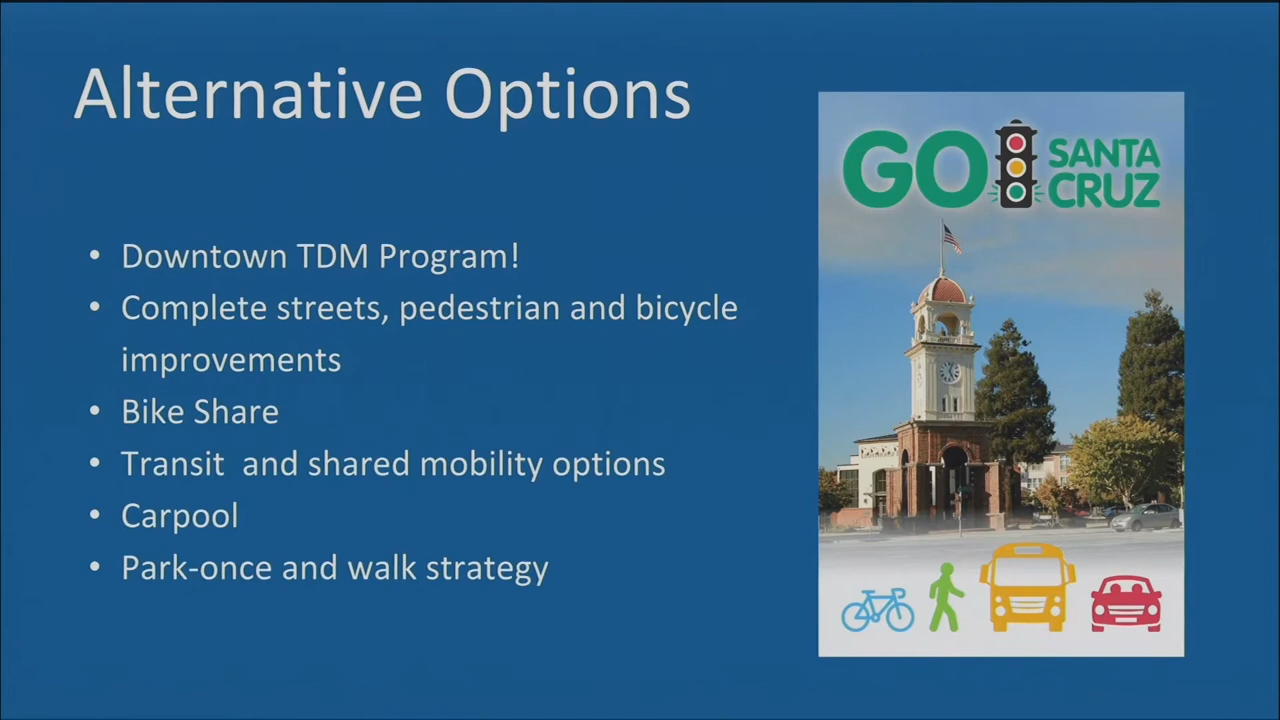 Alternative Options
• Downtown TDM Program!
• Complete streets, pedestrian and bicycle
improvements
• Bike Share
• Transit and shared mobility options
• Carpool
• Park-once and walk strategy
GO SANTA
CRUZ